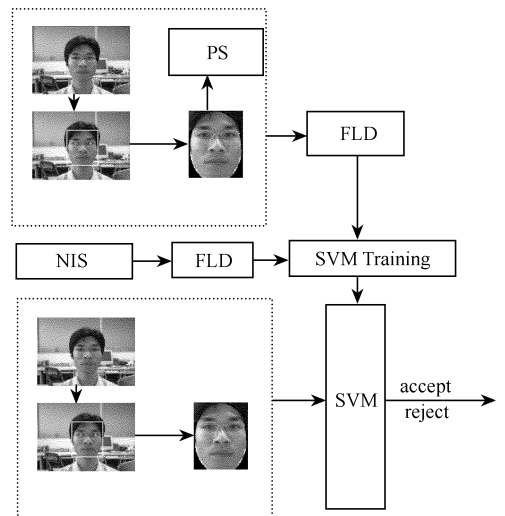 PS
FLD
NIS
FLD
SVM Training
SVM
accept
reject